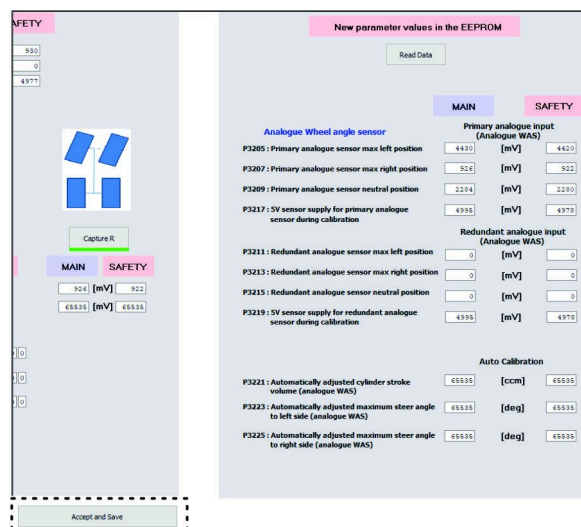 AFETY
930
0
4977
Capture R
MAIN SAFETY
926 [mV] 922
65535 [mV] 65535
0
0
0
Accept and Save
New parameter values in the EEPROM
Read Data
MAIN SAFETY
Analogue Wheel angle sensor
Primary analogue input
(Analogue WAS)
P3205 : Primary analogue sensor max left position 4430 [mV] 4420
P3207 : Primary analogue sensor max right position 926 [mV] 922
P3209 : Primary analogue sensor neutral position 2284 [mV] 2280
P3217 : 5V sensor supply for primary analogue
sensor during calibration 4995 [mV] 4978
Redundant analogue input
(Analogue WAS)
P3211 : Redundant analogue sensor max left position 0 [mV] 0
P3213 : Redundant analogue sensor max right position 0 [mV] 0
P3215 : Redundant analogue sensor neutral position 0 [mV] 0
P3219 : 5V sensor supply for redundant analogue
sensor during calibration 4995 [mV] 4978
Auto Calibration
P3221 : Automatically adjusted cylinder stroke
volume (analogue WAS) 65535 [ccm] 65535
P3223 : Automatically adjusted maximum steer angle
to left side (analogue WAS) 65535 [deg] 65535
P3225 : Automatically adjusted maximum steer angle
to right side (analogue WAS) 65535 [deg] 65535